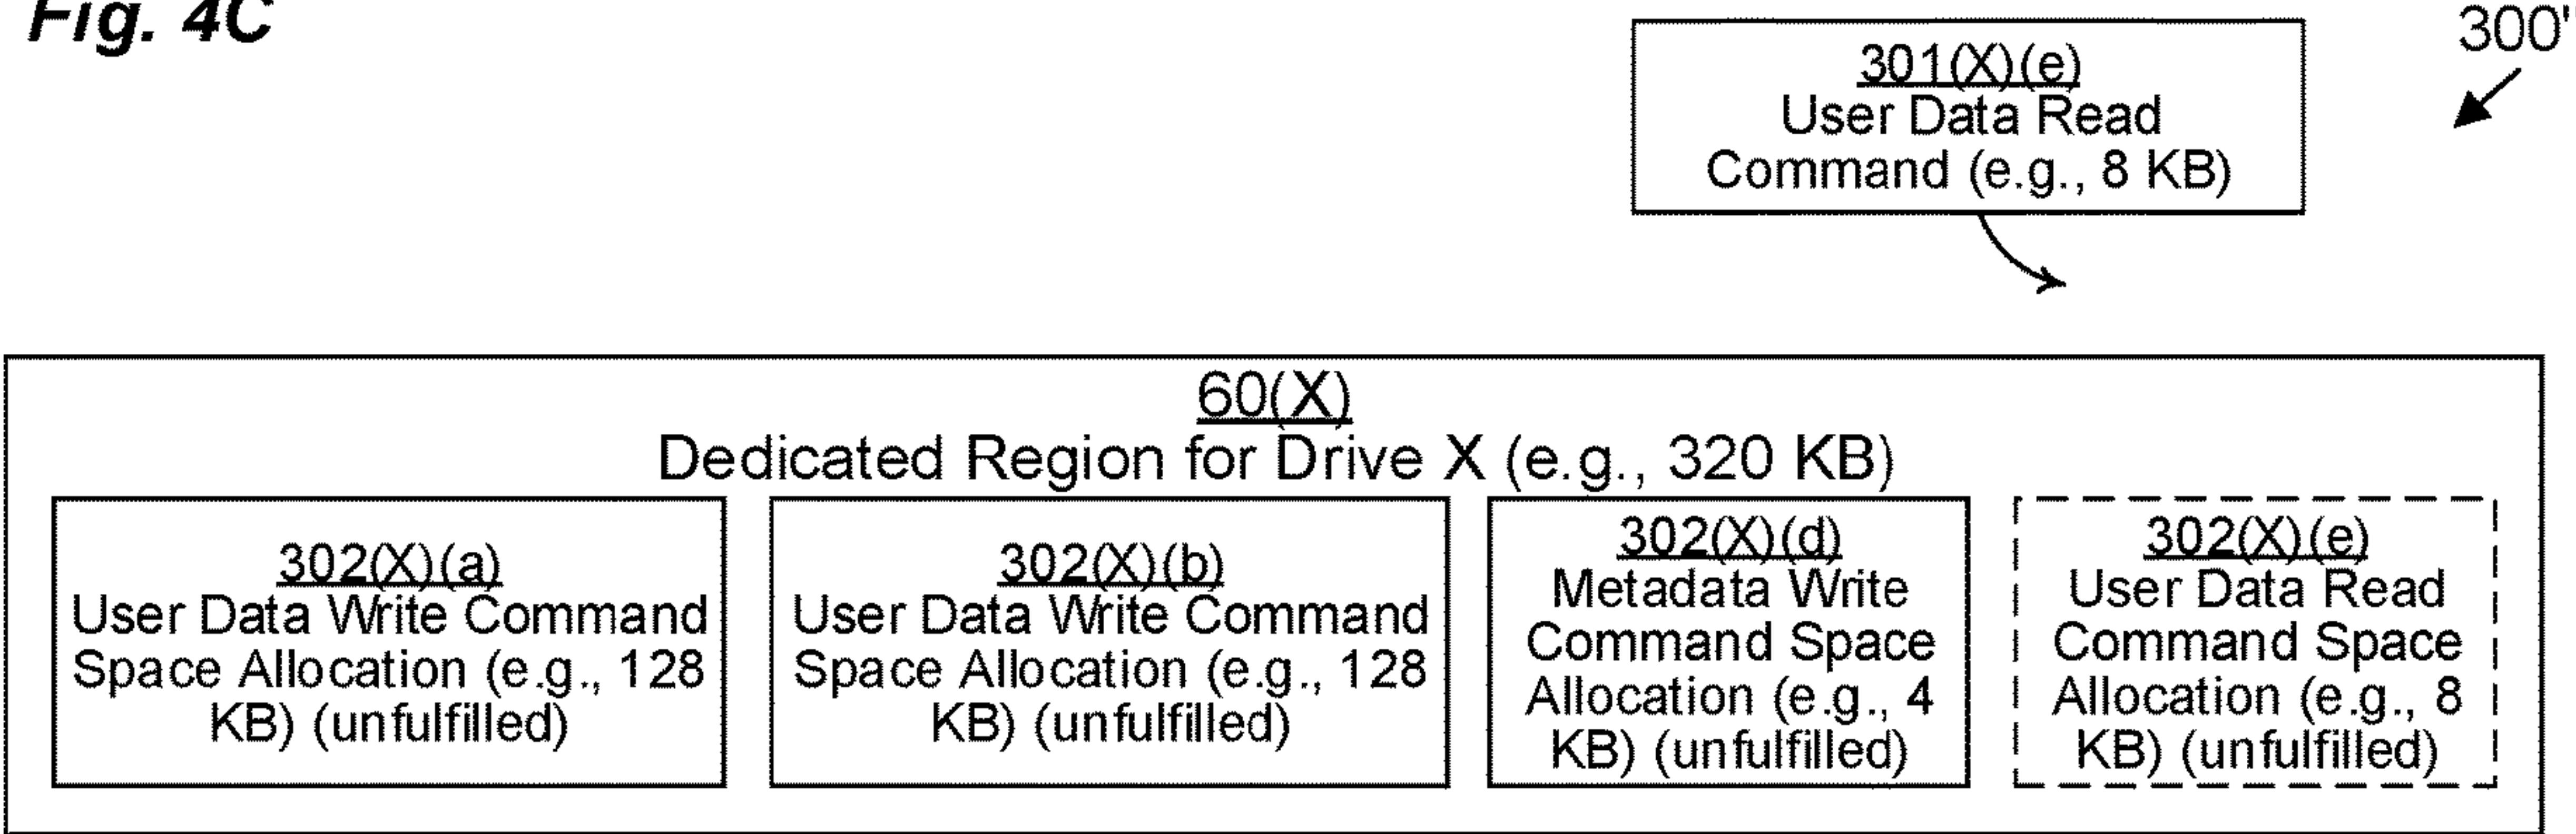 Fig. 4C
300'
301(X)(e)
User Data Read
Command (e.g., 8 KB)
60(X)
Dedicated Region for Drive X (e.g., 320 KB)
302(X)(a)
User Data Write Command
Space Allocation (e.g., 128
KB) (unfulfilled)
302(X)(b)
User Data Write Command
Space Allocation (e.g., 128
KB) (unfulfilled)
302(X)(d)
Metadata Write
Command Space
Allocation (e.g., 4
KB) (unfulfilled)
302(X)(e)
User Data Read
Command Space
Allocation (e.g., 8
KB) (unfulfilled)